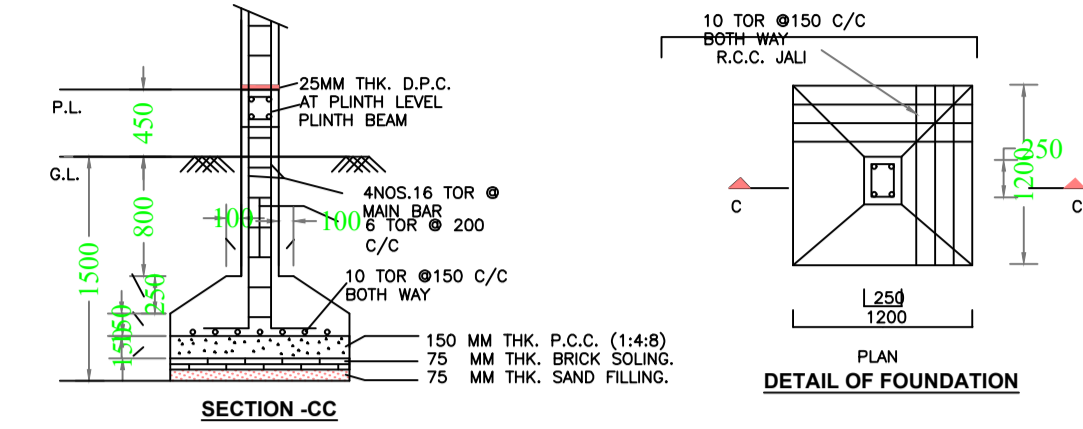 25MM THK. D.P.C.
AT PLINTH LEVEL
PLINTH BEAM
P.L.
450
G.L.
4NOS.16 TOR @
MAIN BAR
6 TOR @ 200
C/C
100
100
800
1500
10 TOR @150 C/C
BOTH WAY
250
150
150 MM THK. P.C.C. (1:4:8)
75 MM THK. BRICK SOLING.
75 MM THK. SAND FILLING.
SECTION -CC
10 TOR @150 C/C
BOTH WAY
R.C.C. JALI
1200
C
C
250
1200
PLAN
DETAIL OF FOUNDATION